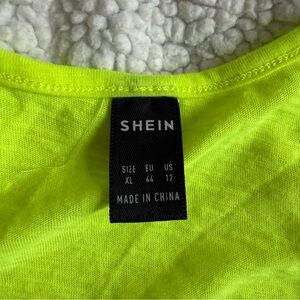 SHEIN
SIZE EU US
XL 44 12
MADE IN CHINA